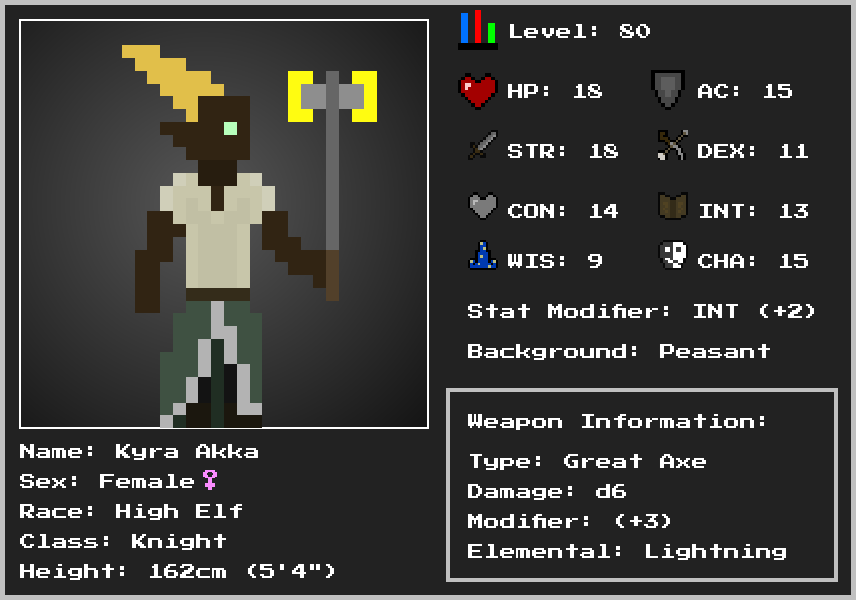 Level: 80
HP: 18
AC: 15
STR: 18
DEX: 11
CON: 14
INT: 13
WIS: 9
CHA: 15
Stat Modifier: INT (+2)
Background: Peasant
Name: Kyra Akka
Sex: Female♀
Race: High Elf
Class: Knight
Height: 162cm (5'4")
Weapon Information:
Type: Great Axe
Damage: d6
Modifier: (+3)
Elemental: Lightning